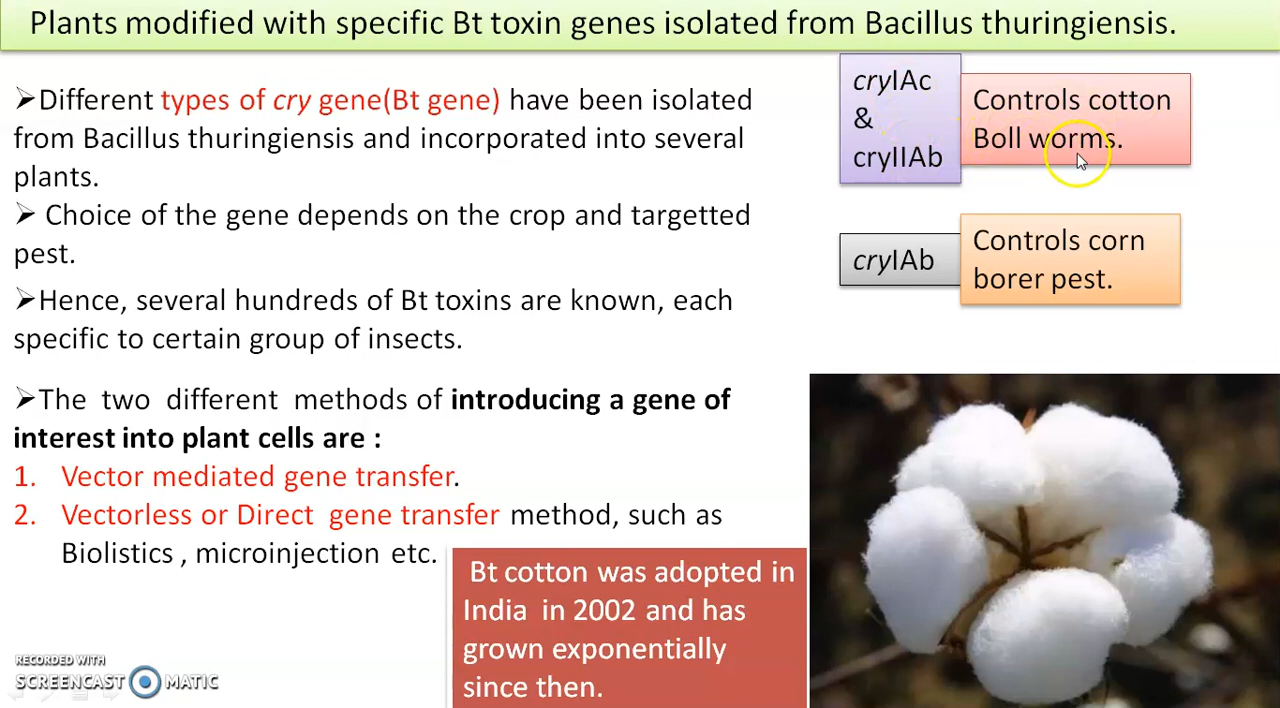 Plants modified with specific Bt toxin genes isolated from Bacillus thuringiensis.
➢Different types of cry gene(Bt gene) have been isolated
from Bacillus thuringiensis and incorporated into several
plants.
➢ Choice of the gene depends on the crop and targetted
pest.
➢Hence, several hundreds of Bt toxins are known, each
specific to certain group of insects.
➢The two different methods of introducing a gene of
interest into plant cells are :
1. Vector mediated gene transfer.
2. Vectorless or Direct gene transfer method, such as
Biolistics , microinjection etc.
cryIAc
&
cryIIAb
Controls cotton
Boll worms.
cryIAb
Controls corn
borer pest.
Bt cotton was adopted in
India in 2002 and has
grown exponentially
since then.
RECORDED WITH
SCREENCAST MATIC